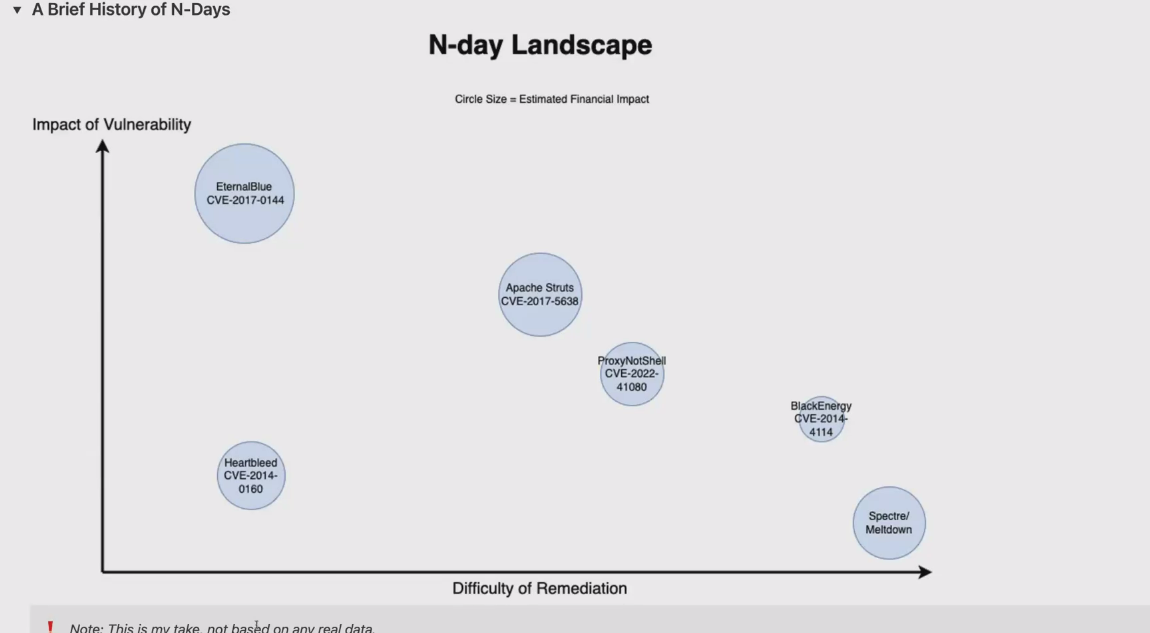 A Brief History of N-Days
N-day Landscape
Circle Size = Estimated Financial Impact
Impact of Vulnerability
EternalBlue
CVE-2017-0144
Apache Struts
CVE-2017-5638
ProxyNotShell
CVE-2022-
41080
BlackEnergy
CVE-2014-
4114
Heartbleed
CVE-2014-
0160
Spectre/
Meltdown
Difficulty of Remediation
Note: This is my take, not based on any real data.